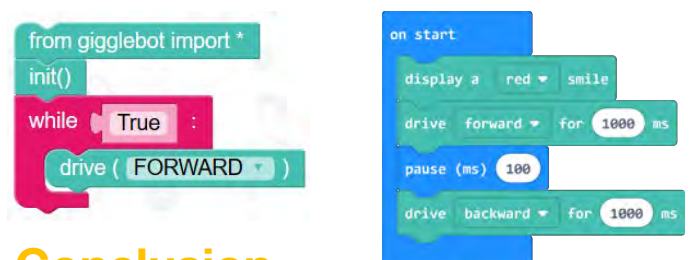 from gigglebot import *
init()
while True :
drive ( FORWARD )
on start
display a red smile
drive forward for 1000 ms
pause (ms) 100
drive backward for 1000 ms
Conclusion